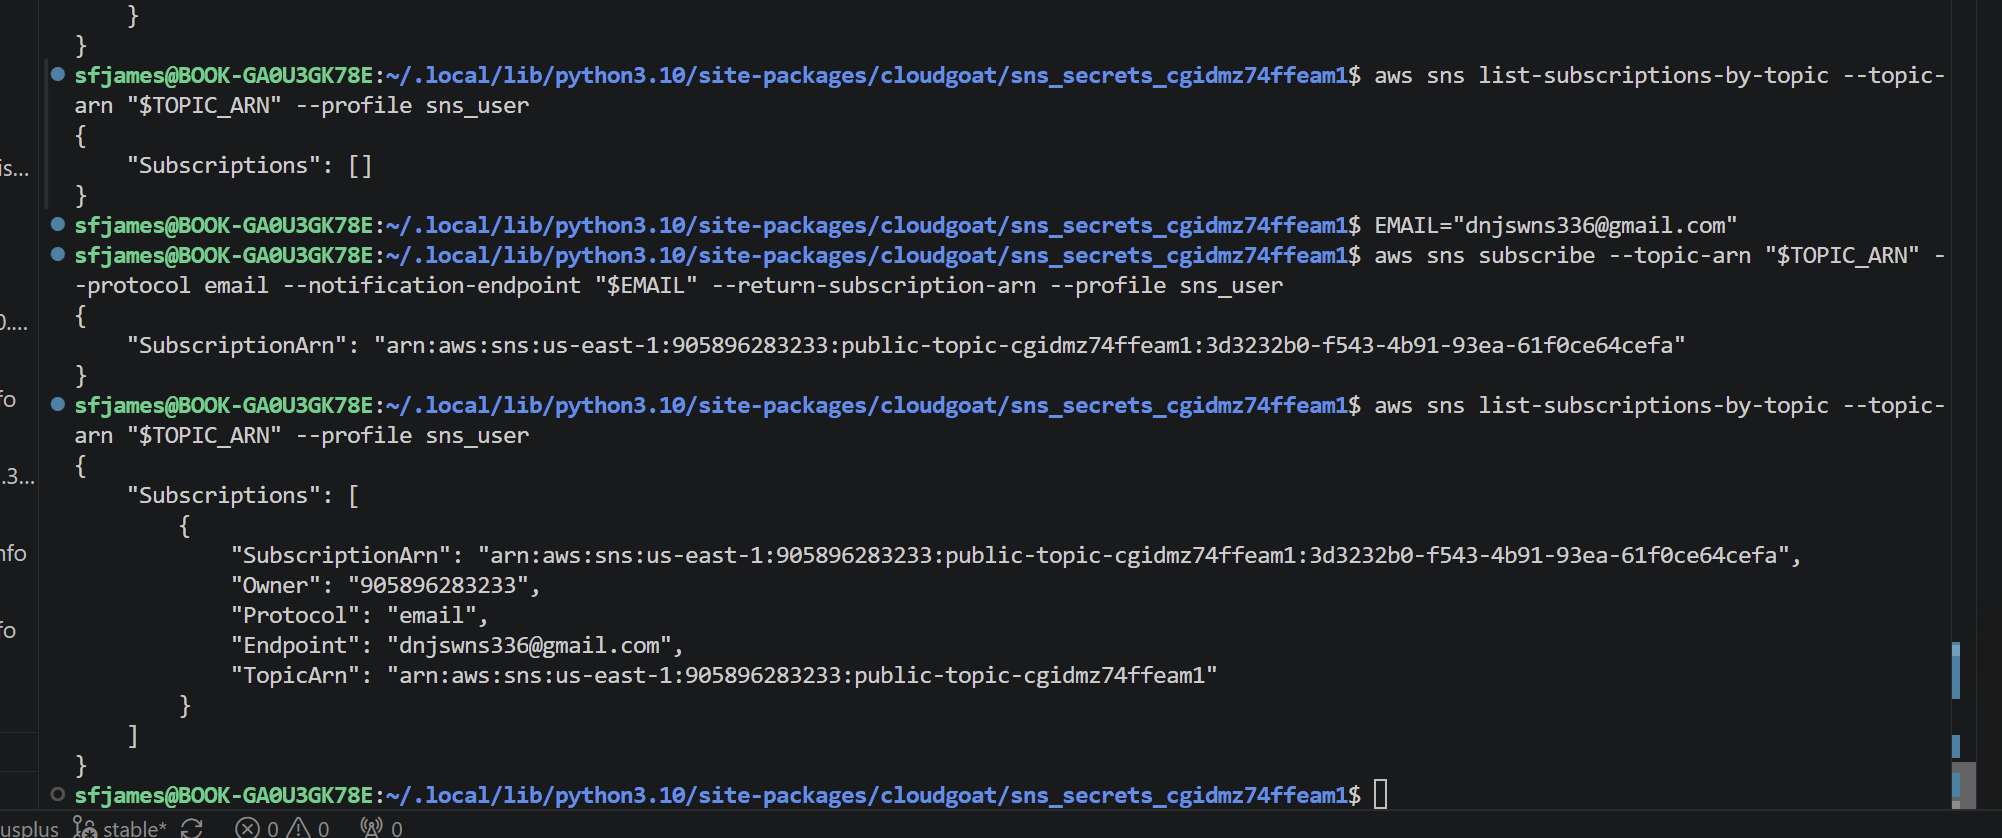 }
}
sfjames@BOOK-GA0U3GK78E:~/.local/lib/python3.10/site-packages/cloudgoat/sns_secrets_cgidmz74ffeam1$ aws sns list-subscriptions-by-topic --topic-
arn "$TOPIC_ARN" --profile sns_user
{
"Subscriptions": []
is...
}
sfjames@BOOK-GA0U3GK78E:~/.local/lib/python3.10/site-packages/cloudgoat/sns_secrets_cgidmz74ffeam1$ EMAIL="dnjswns336@gmail.com"
sfjames@BOOK-GA0U3GK78E:~/.local/lib/python3.10/site-packages/cloudgoat/sns_secrets_cgidmz74ffeam1$ aws sns subscribe --topic-arn "$TOPIC_ARN" -
-protocol email --notification-endpoint "$EMAIL" --return-subscription-arn --profile sns_user
{
0....
"SubscriptionArn": "arn:aws:sns:us-east-1:905896283233:public-topic-cgidmz74ffeam1:3d3232b0-f543-4b91-93ea-61f0ce64cefa"
}
fo
sfjames@BOOK-GA0U3GK78E:~/.local/lib/python3.10/site-packages/cloudgoat/sns_secrets_cgidmz74ffeam1$ aws sns list-subscriptions-by-topic --topic-
arn "$TOPIC_ARN" --profile sns_user
{
.3...
"Subscriptions": [
{
"SubscriptionArn": "arn:aws:sns:us-east-1:905896283233:public-topic-cgidmz74ffeam1:3d3232b0-f543-4b91-93ea-61f0ce64cefa",
nfo
"Owner": "905896283233",
"Protocol": "email",
fo
"Endpoint": "dnjswns336@gmail.com",
"TopicArn": "arn:aws:sns:us-east-1:905896283233:public-topic-cgidmz74ffeam1"
}
]
}
sfjames@BOOK-GA0U3GK78E:~/.local/lib/python3.10/site-packages/cloudgoat/sns_secrets_cgidmz74ffeam1$
usplus stable* 0 0 0